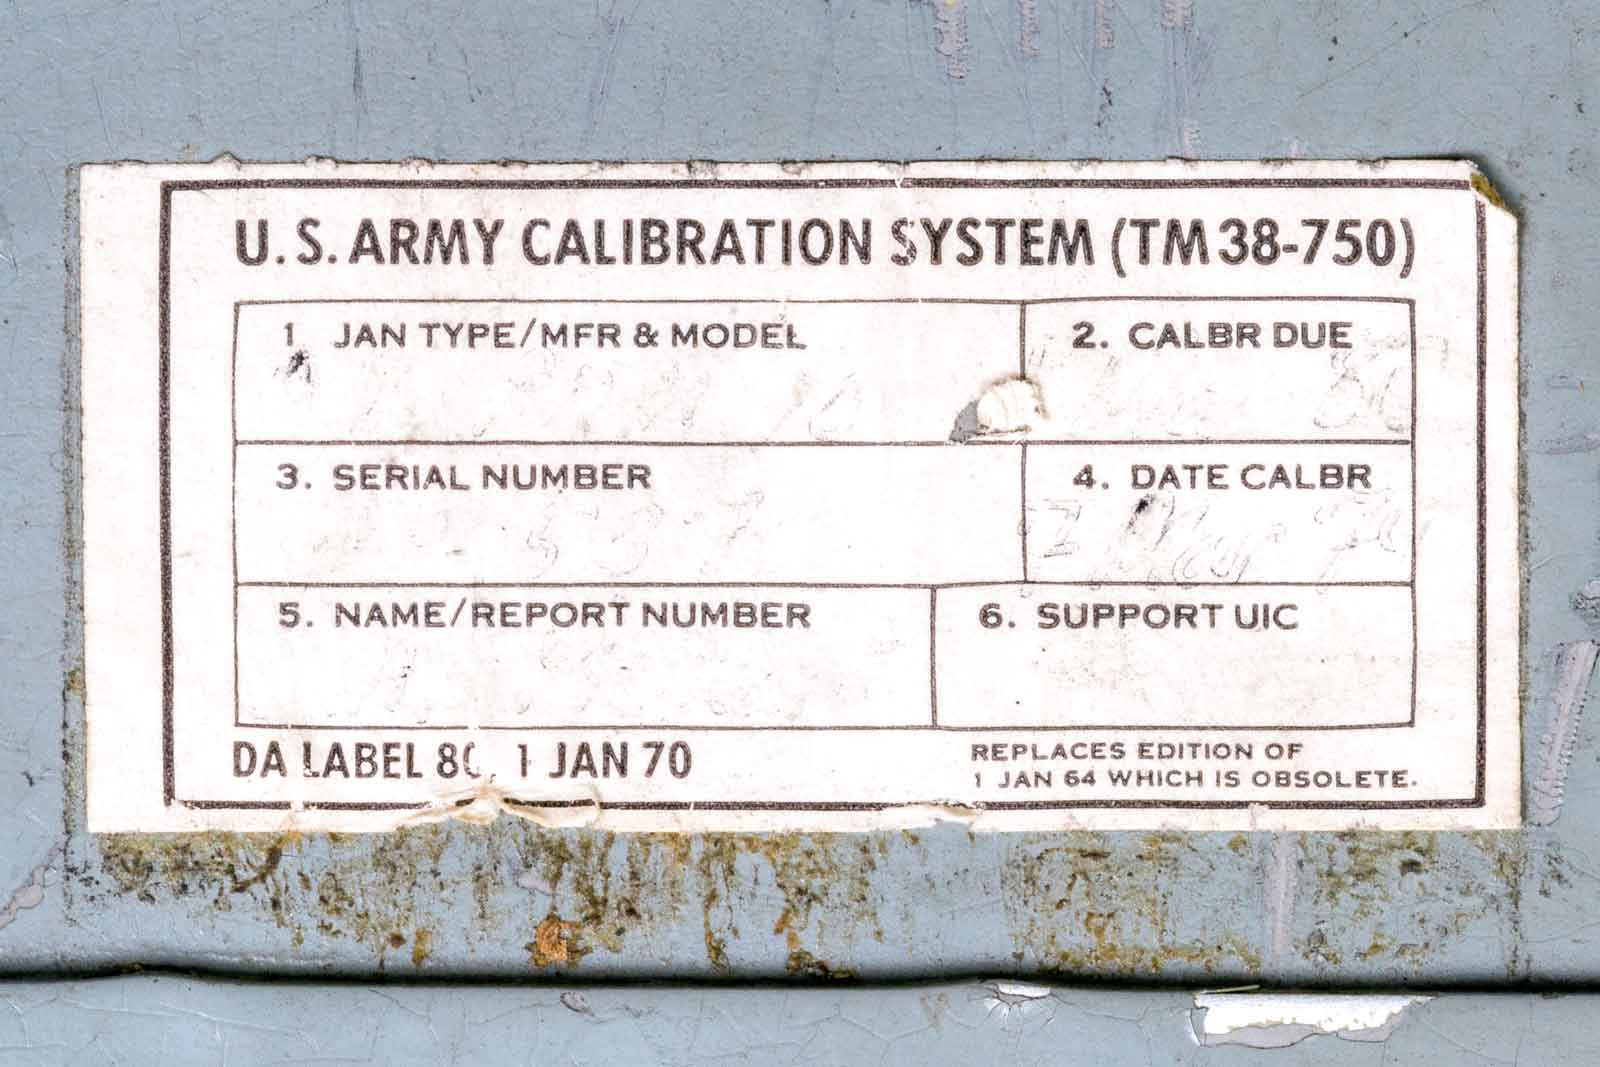 U.S. ARMY CALIBRATION SYSTEM (TM 38-750)
1 JAN TYPE/MFR & MODEL
2. CALBR DUE
3. SERIAL NUMBER
4. DATE CALBR
5. NAME/REPORT NUMBER
6. SUPPORT UIC
DA LABEL 80, 1 JAN 70
REPLACES EDITION OF
1 JAN 64 WHICH IS OBSOLETE.